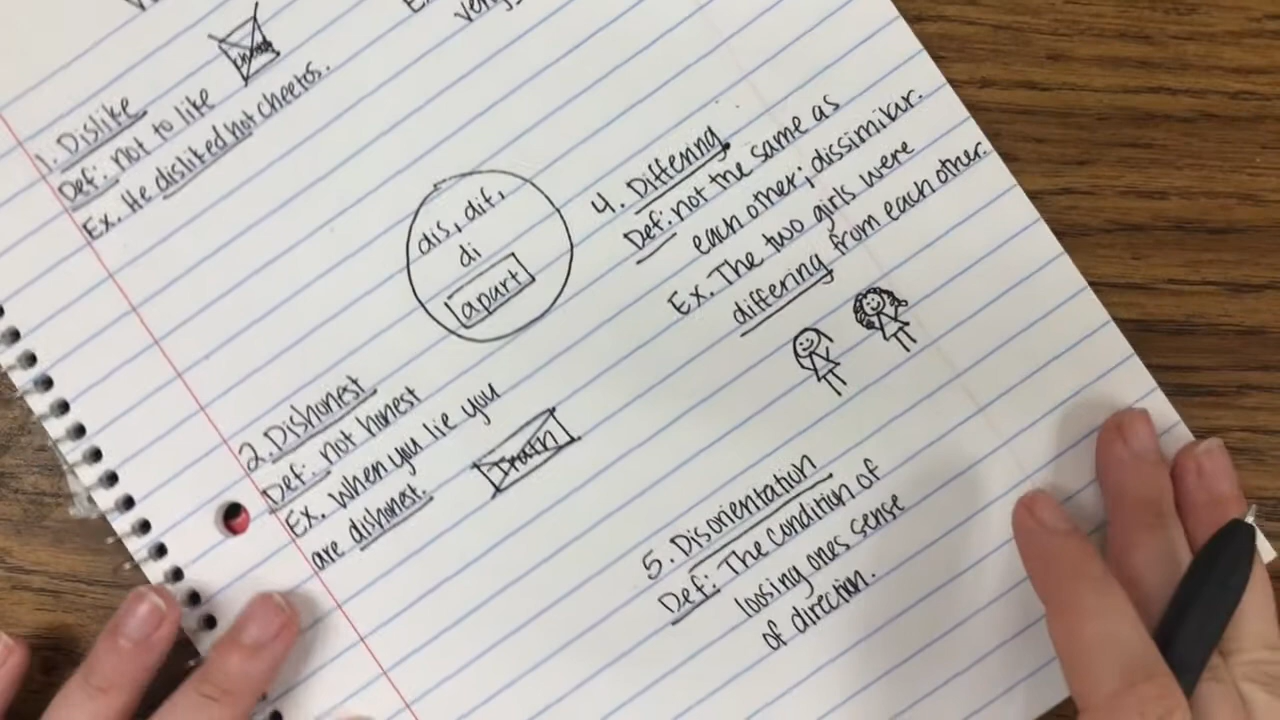 1. Dislike
Def: not to like
Ex. He disliked hot cheetos.
dis, dif,
di
apart
2. Dishonest
Def: not honest
Ex. When you lie you
are dishonest.
Truth
4. Differing
Def: not the same as
each other; dissimilar.
Ex. The two girls were
differing from each other.
5. Disorientation
Def: The condition of
loosing ones sense
of direction.